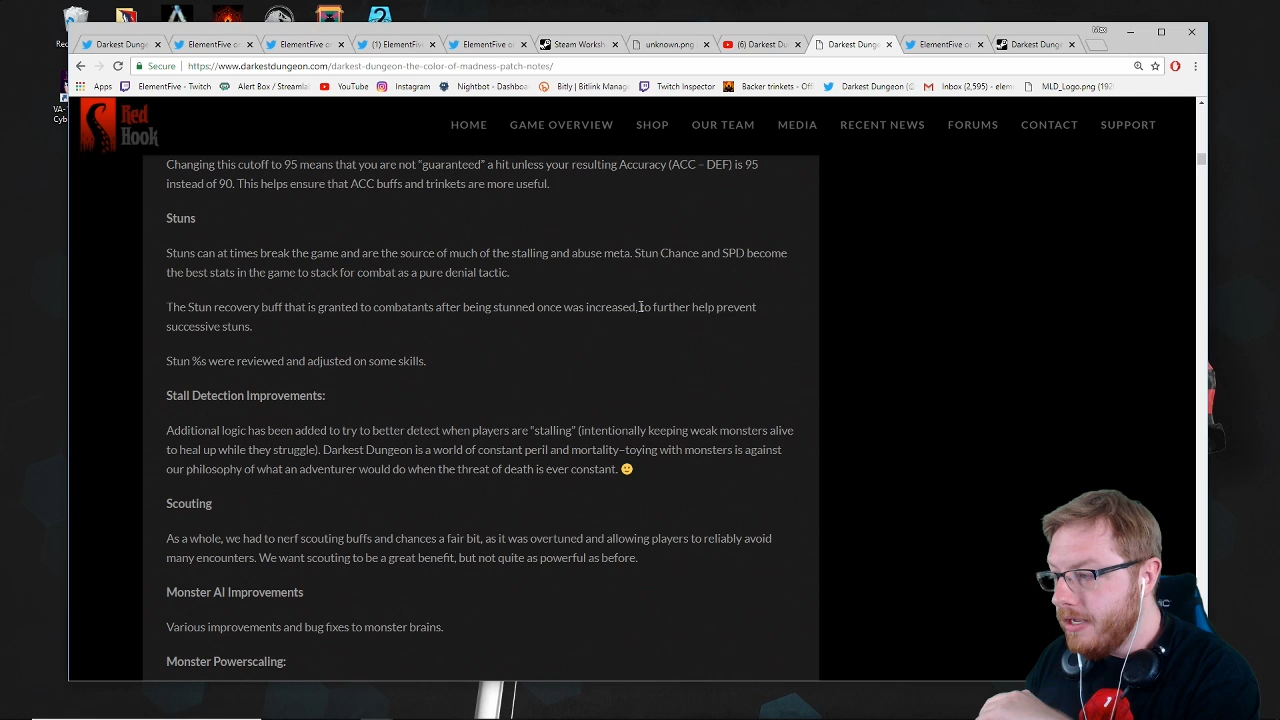 Rec
VA-
Cyb
Darkest Dunge
ElementFive or
ElementFive or
(1) ElementFiv
ElementFive or
Steam Worksh
unknown.png
(6) Darkest Du
Darkest Dung
ElementFive or
Darkest Dung
Secure
https://www.darkestdungeon.com/darkest-dungeon-the-color-of-madness-patch-notes/
Apps
ElementFive - Twitch
Alert Box / Streamla
YouTube
Instagram
Nightbot - Dashboa
Bitly | Bitlink Manag
Twitch Inspector
Backer trinkets - Off
Darkest Dungeon (@
Inbox (2,595) - elem
MLD_Logo.png (192
Red
Hook
HOME
GAME OVERVIEW
SHOP
OUR TEAM
MEDIA
RECENT NEWS
FORUMS
CONTACT
SUPPORT
Changing this cutoff to 95 means that you are not "guaranteed" a hit unless your resulting Accuracy (ACC – DEF) is 95
instead of 90. This helps ensure that ACC buffs and trinkets are more useful.
Stuns
Stuns can at times break the game and are the source of much of the stalling and abuse meta. Stun Chance and SPD become
the best stats in the game to stack for combat as a pure denial tactic.
The Stun recovery buff that is granted to combatants after being stunned once was increased, to further help prevent
successive stuns.
Stun %s were reviewed and adjusted on some skills.
Stall Detection Improvements:
Additional logic has been added to try to better detect when players are "stalling" (intentionally keeping weak monsters alive
to heal up while they struggle). Darkest Dungeon is a world of constant peril and mortality–toying with monsters is against
our philosophy of what an adventurer would do when the threat of death is ever constant. 🙂
Scouting
As a whole, we had to nerf scouting buffs and chances a fair bit, as it was overtuned and allowing players to reliably avoid
many encounters. We want scouting to be a great benefit, but not quite as powerful as before.
Monster AI Improvements
Various improvements and bug fixes to monster brains.
Monster Powerscaling: